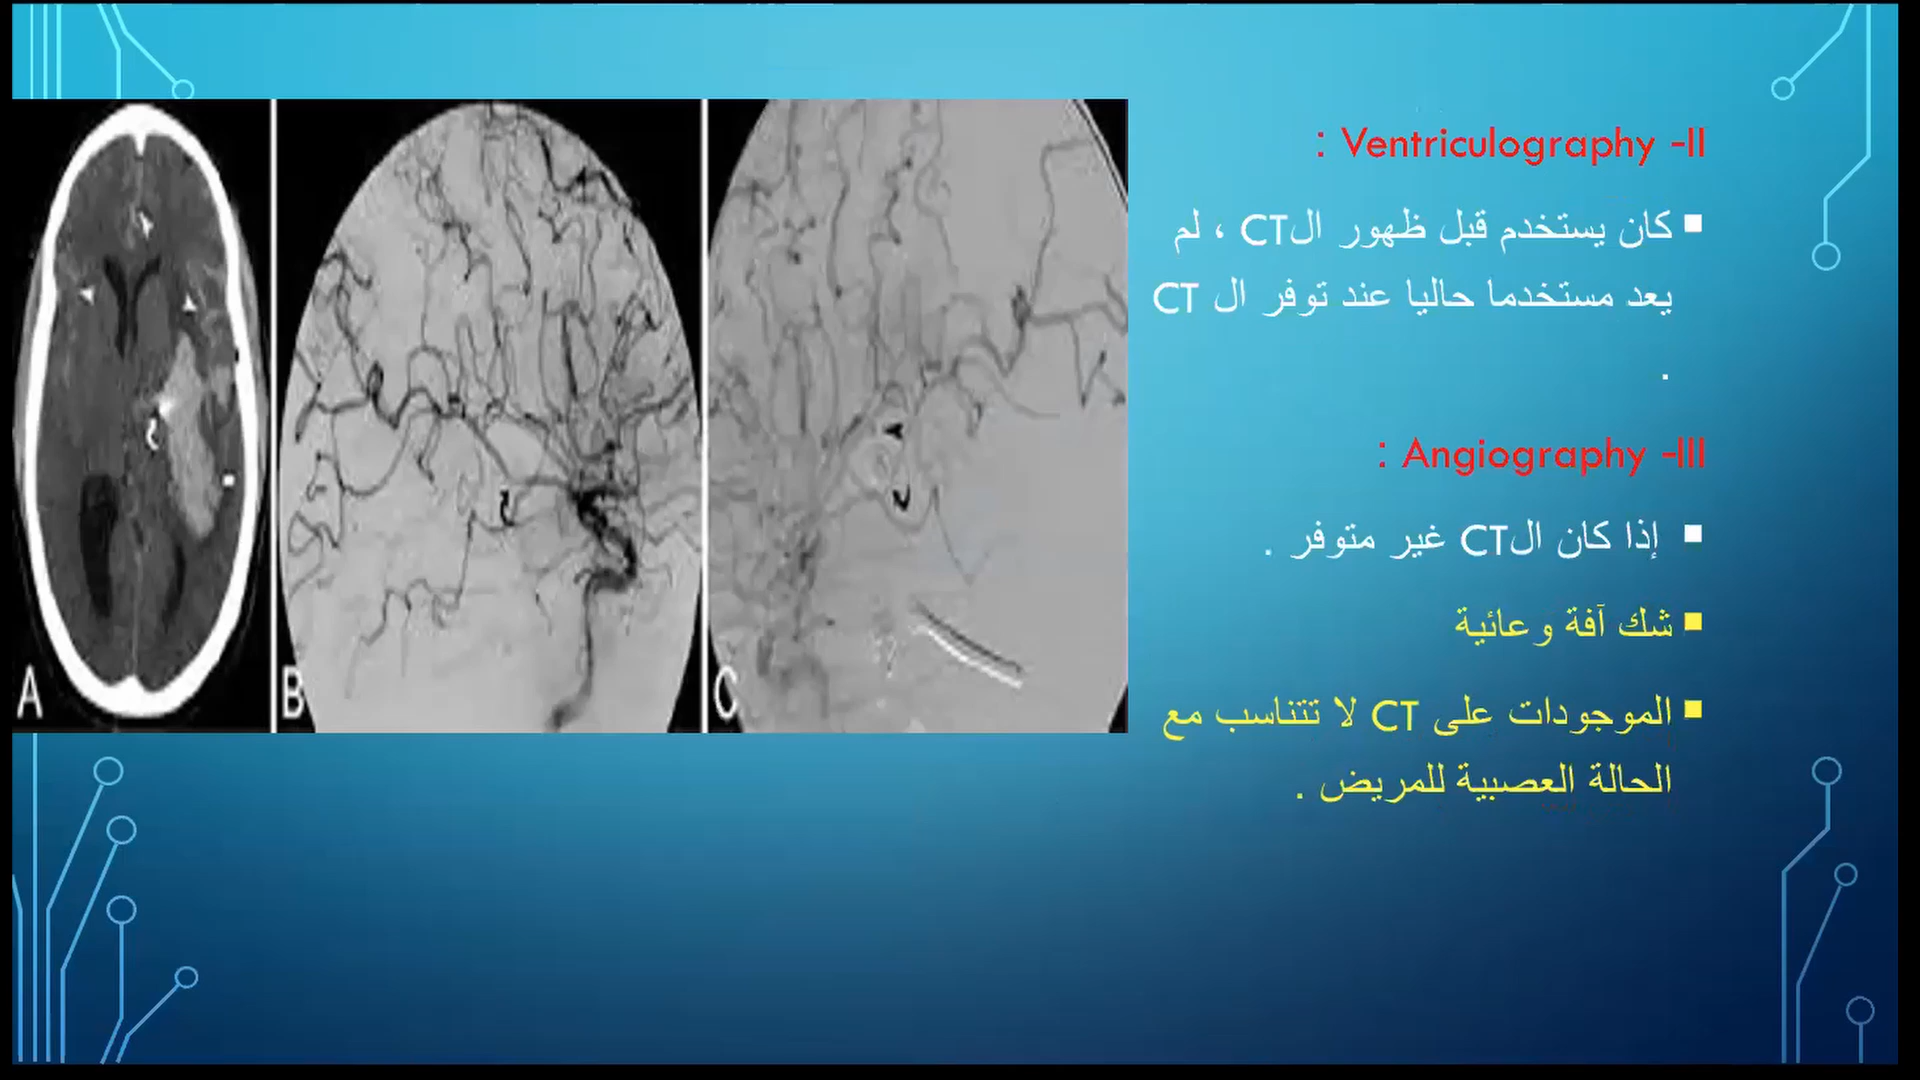 II- Ventriculography :
كان يستخدم قبل ظهور الCT ، لم
يعد مستخدما حاليا عند توفر ال CT
.
III- Angiography :
إذا كان الCT غير متوفر .
شك آفة وعائية
الموجودات على CT لا تتناسب مع
الحالة العصبية للمريض .
A
B
C